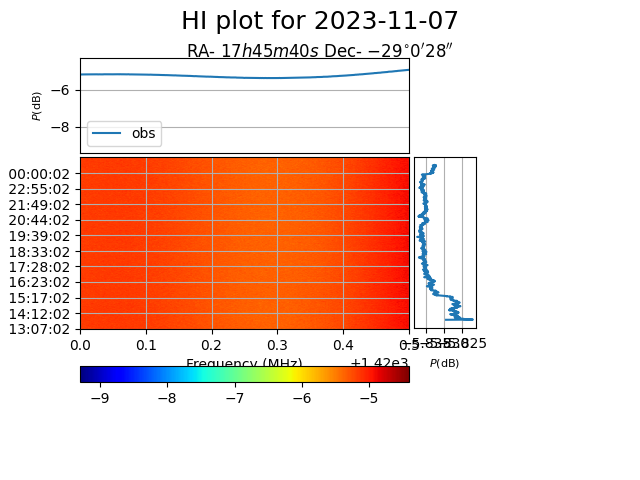 HI plot for 2023-11-07
RA- 17h45m40s Dec- −29°0′28″
P(dB)
−6
−8
obs
00:00:02
22:55:02
21:49:02
20:44:02
19:39:02
18:33:02
17:28:02
16:23:02
15:17:02
14:12:02
13:07:02
0.0 0.1 0.2 0.3 0.4 0.5
Frequency (MHz) +1.42e3
P(dB)
−9 −8 −7 −6 −5